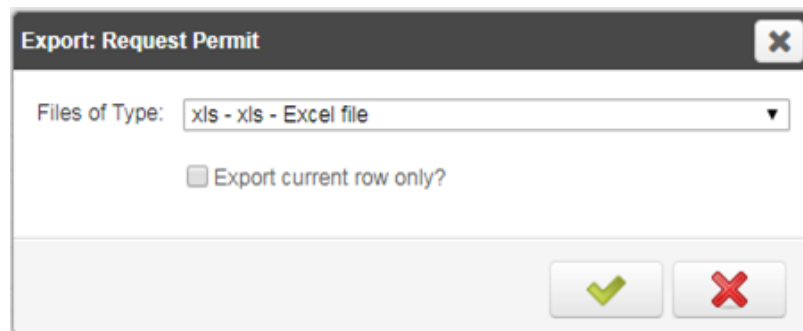 Export: Request Permit
Files of Type: xls - xls - Excel file
Export current row only?